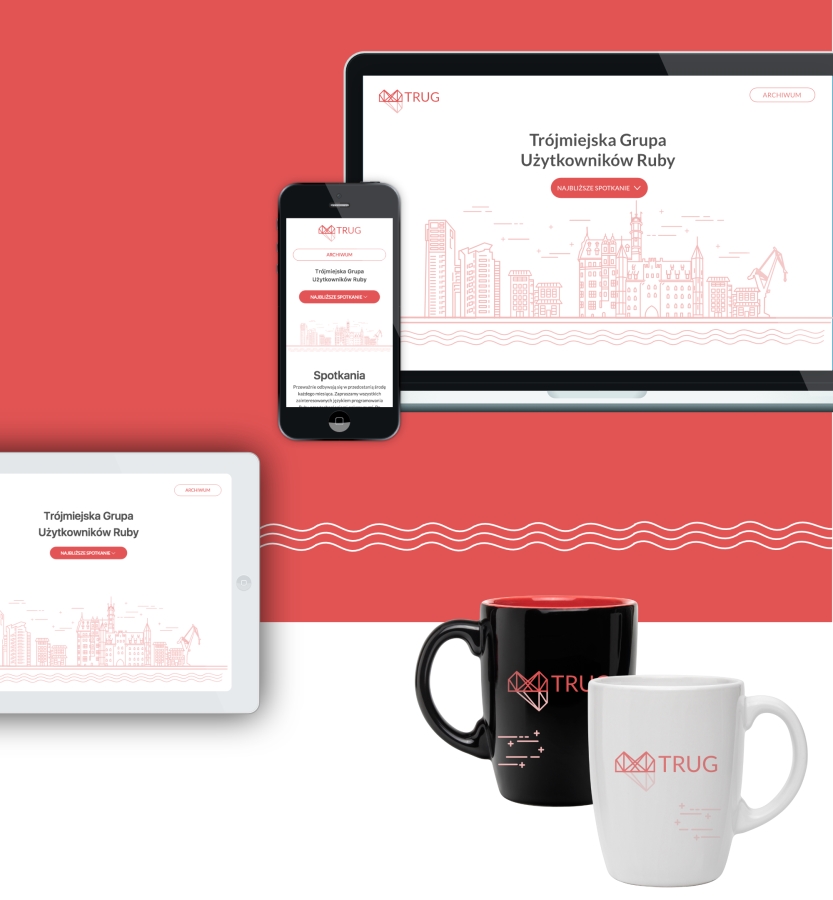 TRUG
ARCHIWUM
Trójmiejska Grupa
Użytkowników Ruby
NAJBLIŻSZE SPOTKANIE
TRUG
ARCHIWUM
Trójmiejska Grupa
Użytkowników Ruby
NAJBLIŻSZE SPOTKANIE
Spotkania
Przeważnie odbywają się w przedostatnią środę
każdego miesiąca. Zapraszamy wszystkich
zainteresowanych językiem programowania
ARCHIWUM
Trójmiejska Grupa
Użytkowników Ruby
NAJBLIŻSZE SPOTKANIE
TRUG
TRUG